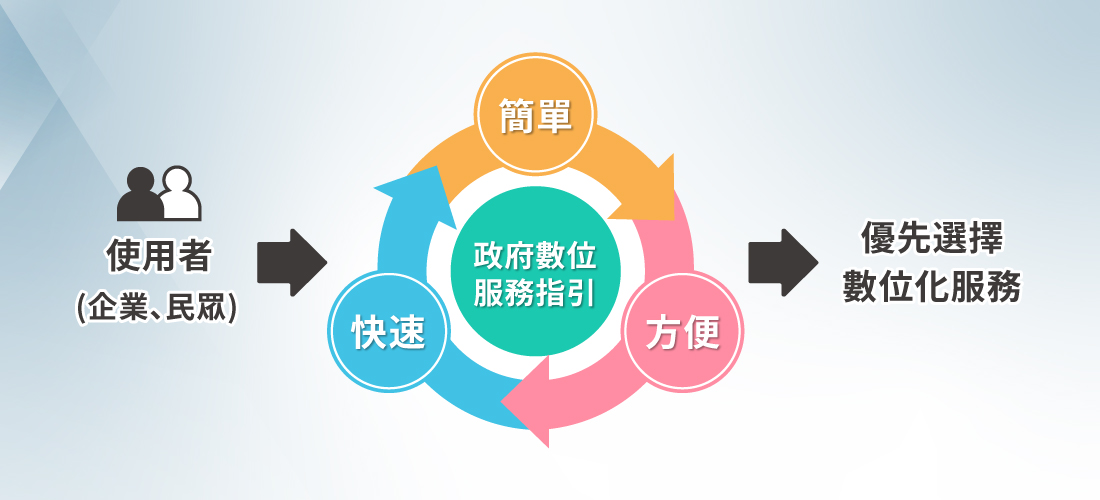 簡單
使用者
(企業、民眾)
政府數位
服務指引
快速
方便
優先選擇
數位化服務